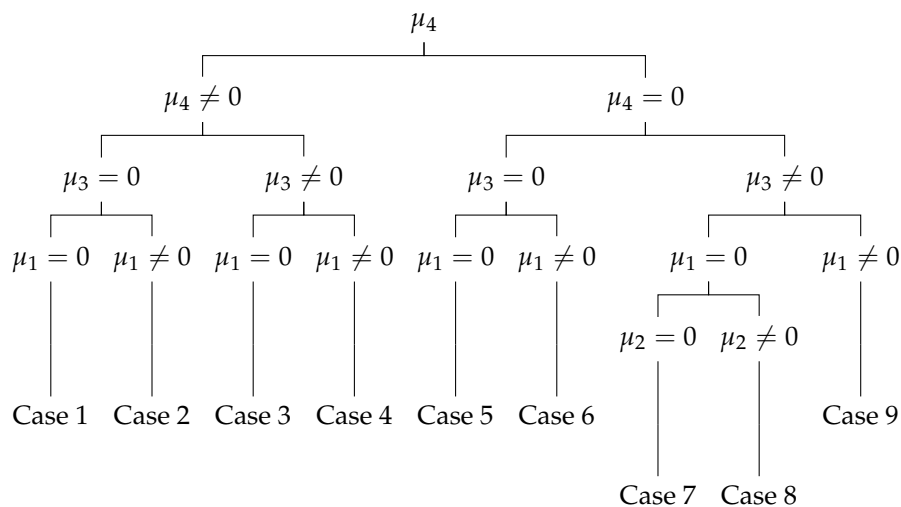 μ₄
μ₄ ≠ 0 μ₄ = 0
μ₃ = 0 μ₃ ≠ 0 μ₃ = 0 μ₃ ≠ 0
μ₁ = 0 μ₁ ≠ 0 μ₁ = 0 μ₁ ≠ 0 μ₁ = 0 μ₁ ≠ 0 μ₁ = 0 μ₁ ≠ 0
μ₂ = 0 μ₂ ≠ 0
Case 1 Case 2 Case 3 Case 4 Case 5 Case 6 Case 9
Case 7 Case 8